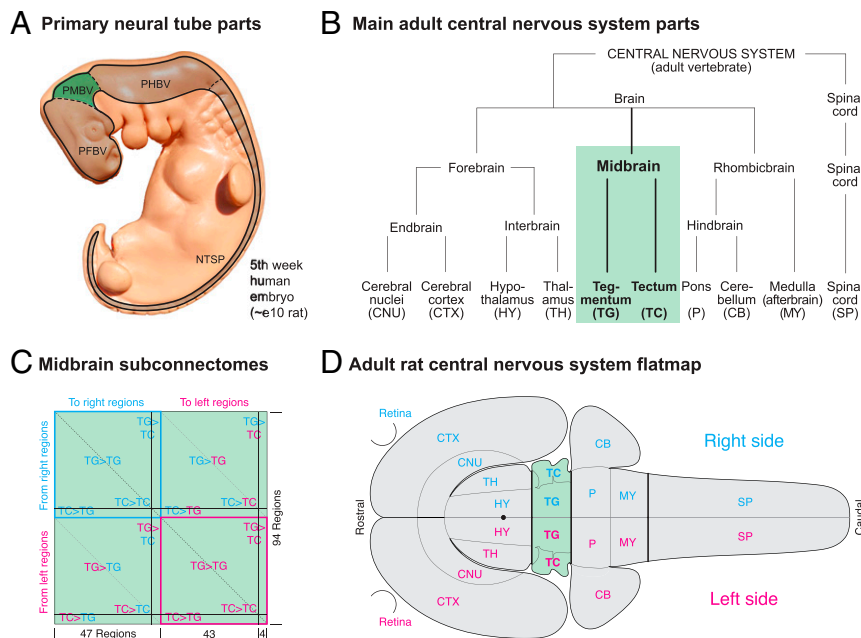 A Primary neural tube parts
PMBV
PHBV
PFBV
NTSP
5th week
human
embryo
(~e10 rat)
B Main adult central nervous system parts
CENTRAL NERVOUS SYSTEM
(adult vertebrate)
Brain
Spinal
cord
Forebrain
Midbrain
Rhombicbrain
Spinal
cord
Endbrain
Interbrain
Hindbrain
Spinal
cord
Cerebral
nuclei
(CNU)
Cerebral
cortex
(CTX)
Hypo-
thalamus
(HY)
Thal-
amus
(TH)
Teg-
mentum
(TG)
Tectum
(TC)
Pons
(P)
Cere-
bellum
(CB)
Medulla
(afterbrain)
(MY)
Spinal
cord
(SP)
C Midbrain subconnectomes
To right regions
To left regions
From right regions
From left regions
TG>
TC
TG>TG
TC>TC
TC>TG
TG>
TC
TG>TG
TC>TC
TC>TG
TG>
TC
TG>TG
TC>TC
TC>TG
TG>
TC
TG>TG
TC>TC
TC>TG
94 Regions
47 Regions
43
4
D Adult rat central nervous system flatmap
Retina
CTX
CNU
TH
HY
TC
TG
CB
P
MY
SP
Right side
Rostral
Caudal
HY
TH
CNU
CTX
TG
TC
P
MY
SP
CB
Retina
Left side